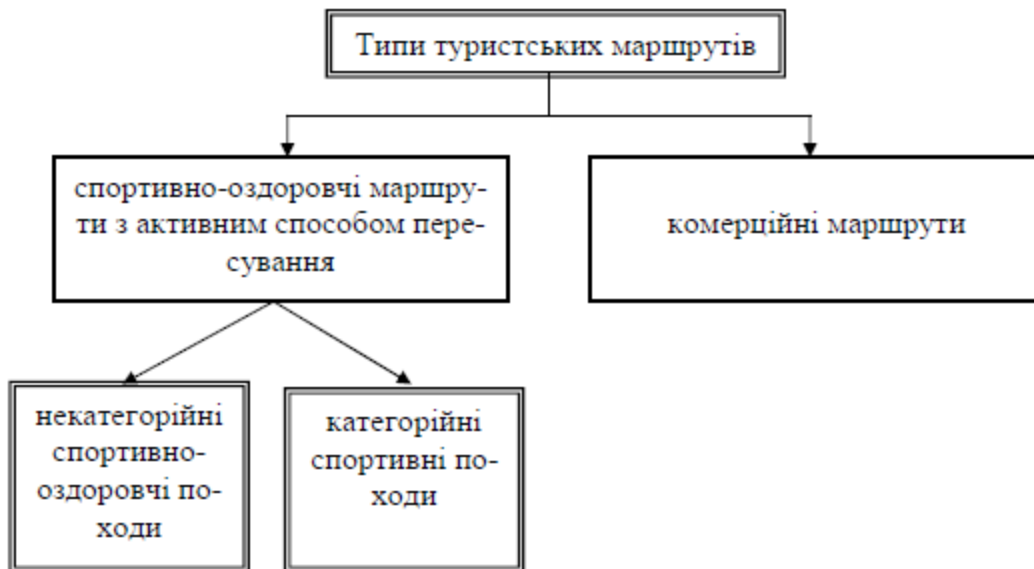 Типи туристських маршрутів
спортивно-оздоровчі маршру-
ти з активним способом пере-
сування
комерційні маршрути
некатегорійні
спортивно-
оздоровчі по-
ходи
категорійні
спортивні по-
ходи